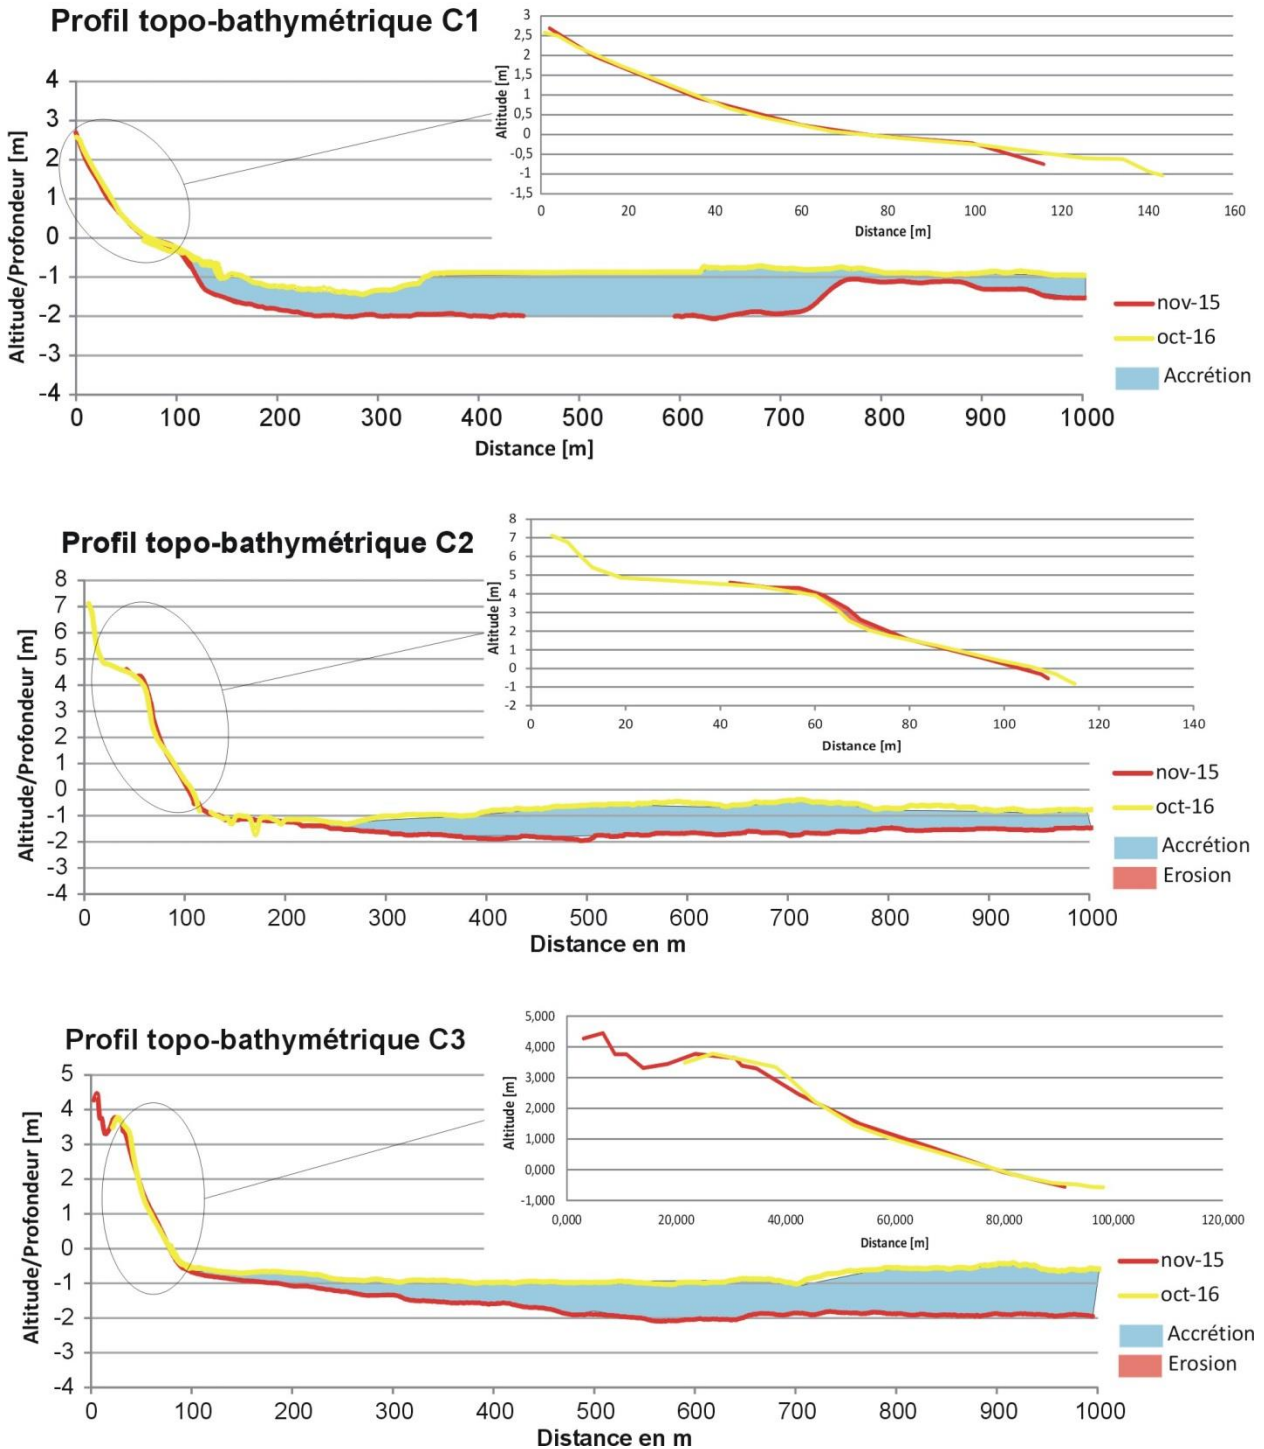 Profil topo-bathymétrique C1
Altitude [m]
3
2,5
2
1,5
1
0,5
0
-0,5
-1
-1,5
0 20 40 60 80 100 120 140 160
Distance [m]
Altitude/Profondeur [m]
4
3
2
1
0
-1
-2
-3
-4
0 100 200 300 400 500 600 700 800 900 1000
Distance [m]
nov-15
oct-16
Accrétion
Profil topo-bathymétrique C2
Altitude [m]
8
7
6
5
4
3
2
1
0
-1
-2
0 20 40 60 80 100 120 140
Distance [m]
Altitude/Profondeur [m]
8
7
6
5
4
3
2
1
0
-1
-2
-3
-4
0 100 200 300 400 500 600 700 800 900 1000
Distance en m
nov-15
oct-16
Accrétion
Erosion
Profil topo-bathymétrique C3
Altitude [m]
5,000
4,000
3,000
2,000
1,000
0,000
-1,000
0,000 20,000 40,000 60,000 80,000 100,000 120,000
Distance [m]
Altitude/Profondeur [m]
5
4
3
2
1
0
-1
-2
-3
-4
0 100 200 300 400 500 600 700 800 900 1000
Distance en m
nov-15
oct-16
Accrétion
Erosion